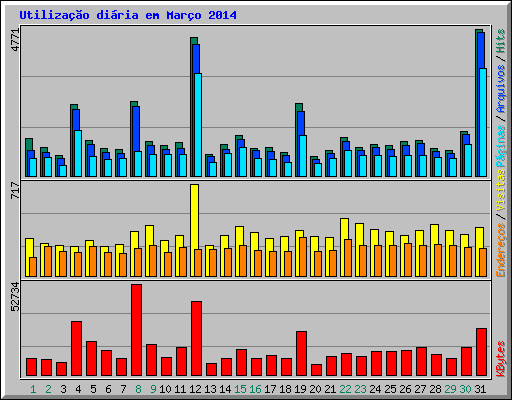 Utilização diária em Março 2014
4771
717
52734
Endereços / Visitas
Páginas / Arquivos / Hits
KBytes
1 2 3 4 5 6 7 8 9 10 11 12 13 14 15 16 17 18 19 20 21 22 23 24 25 26 27 28 29 30 31